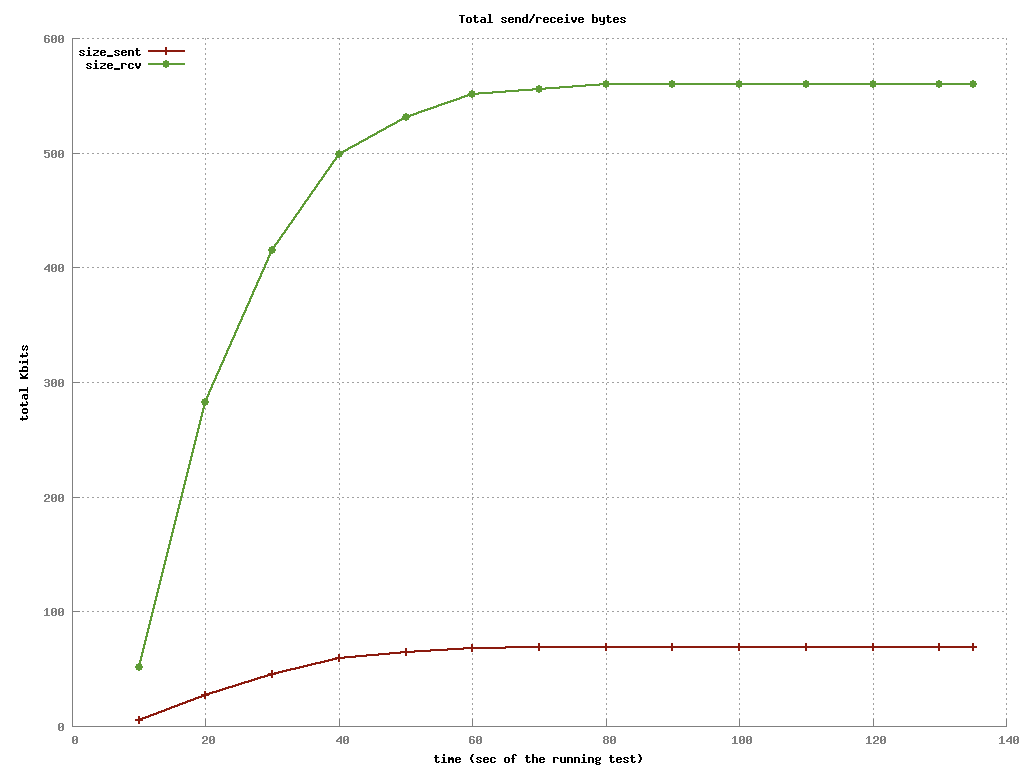 Total send/receive bytes
size_sent
size_rcv
600
500
400
300
200
100
0
total Kbits
0 20 40 60 80 100 120 140
time (sec of the running test)